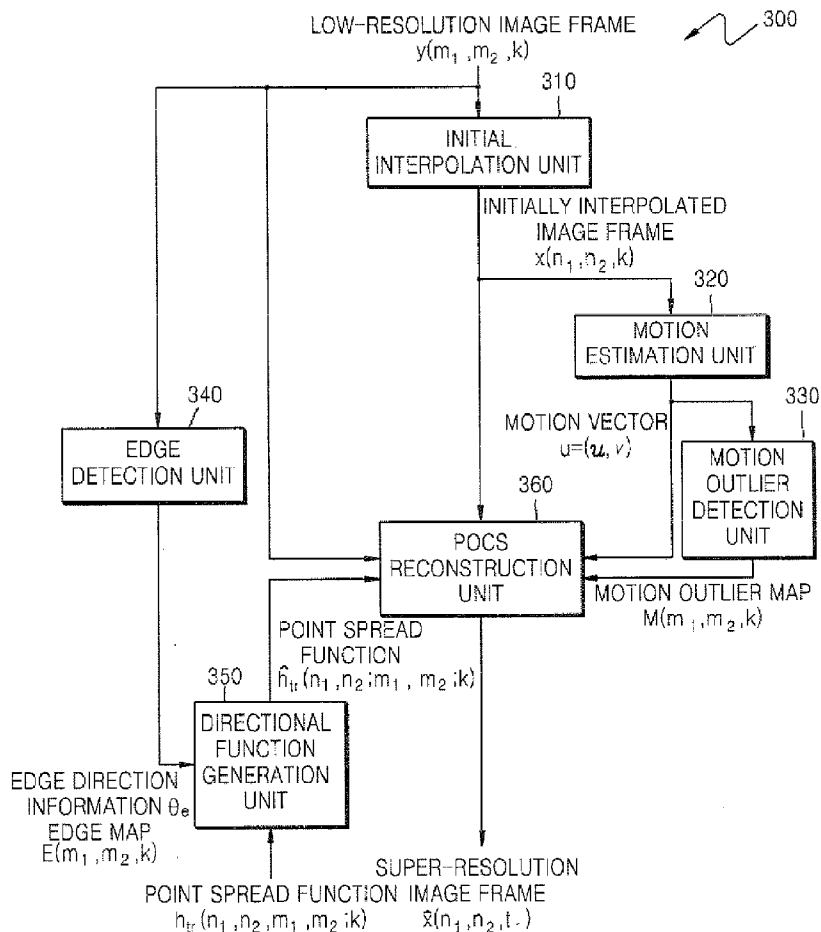 LOW-RESOLUTION IMAGE FRAME
y(m₁,m₂,k)
300
310
INITIAL
INTERPOLATION UNIT
INITIALLY INTERPOLATED
IMAGE FRAME
x(n₁,n₂,k)
320
MOTION
ESTIMATION UNIT
340
EDGE
DETECTION UNIT
MOTION VECTOR
u=(u,v)
330
MOTION
OUTLIER
DETECTION
UNIT
360
POCS
RECONSTRUCTION
UNIT
MOTION OUTLIER MAP
M(m₁,m₂,k)
POINT SPREAD
FUNCTION
ĥtr(n₁,n₂;m₁,m₂;k)
350
DIRECTIONAL
FUNCTION
GENERATION
UNIT
EDGE DIRECTION
INFORMATION θe
EDGE MAP
E(m₁,m₂,k)
POINT SPREAD FUNCTION
htr(n₁,n₂,m₁,m₂;k)
SUPER-RESOLUTION
IMAGE FRAME